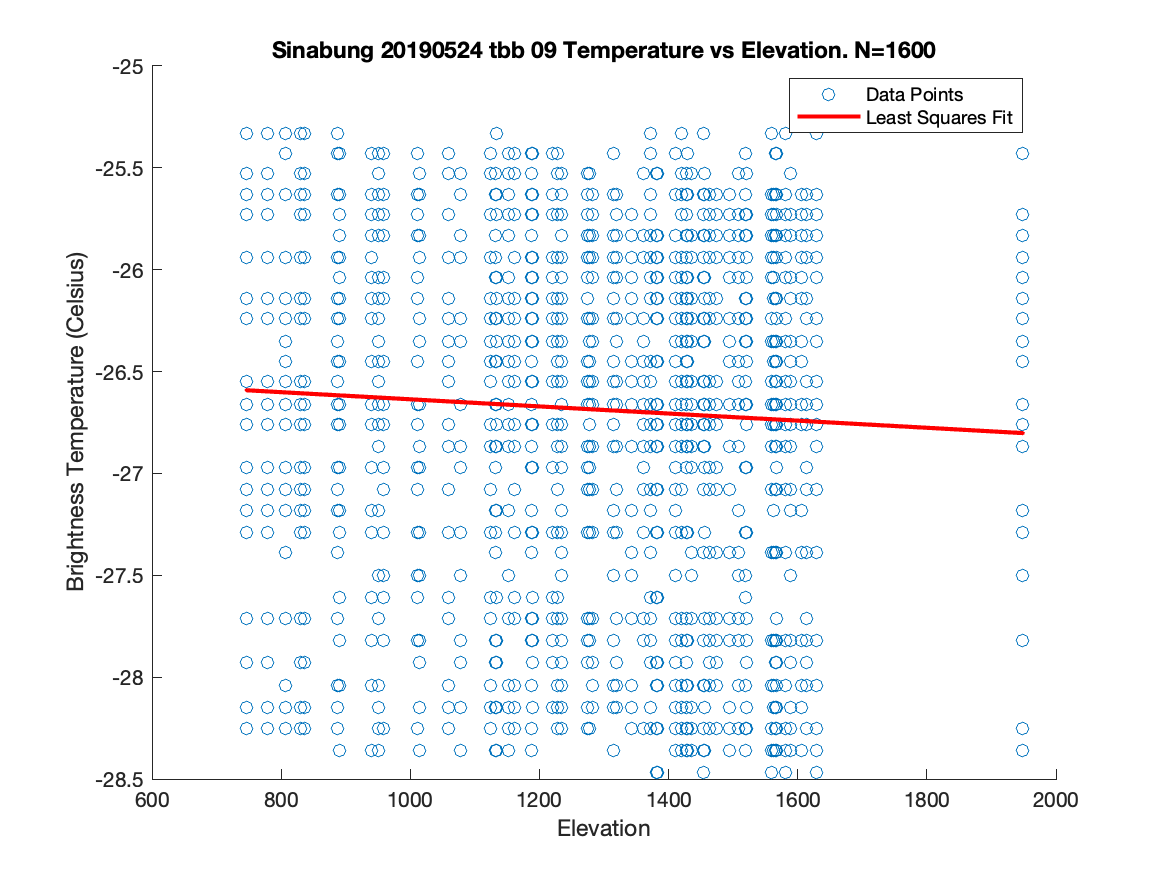 Sinabung 20190524 tbb 09 Temperature vs Elevation. N=1600
Data Points
Least Squares Fit
Brightness Temperature (Celsius)
-25
-25.5
-26
-26.5
-27
-27.5
-28
-28.5
600 800 1000 1200 1400 1600 1800 2000
Elevation